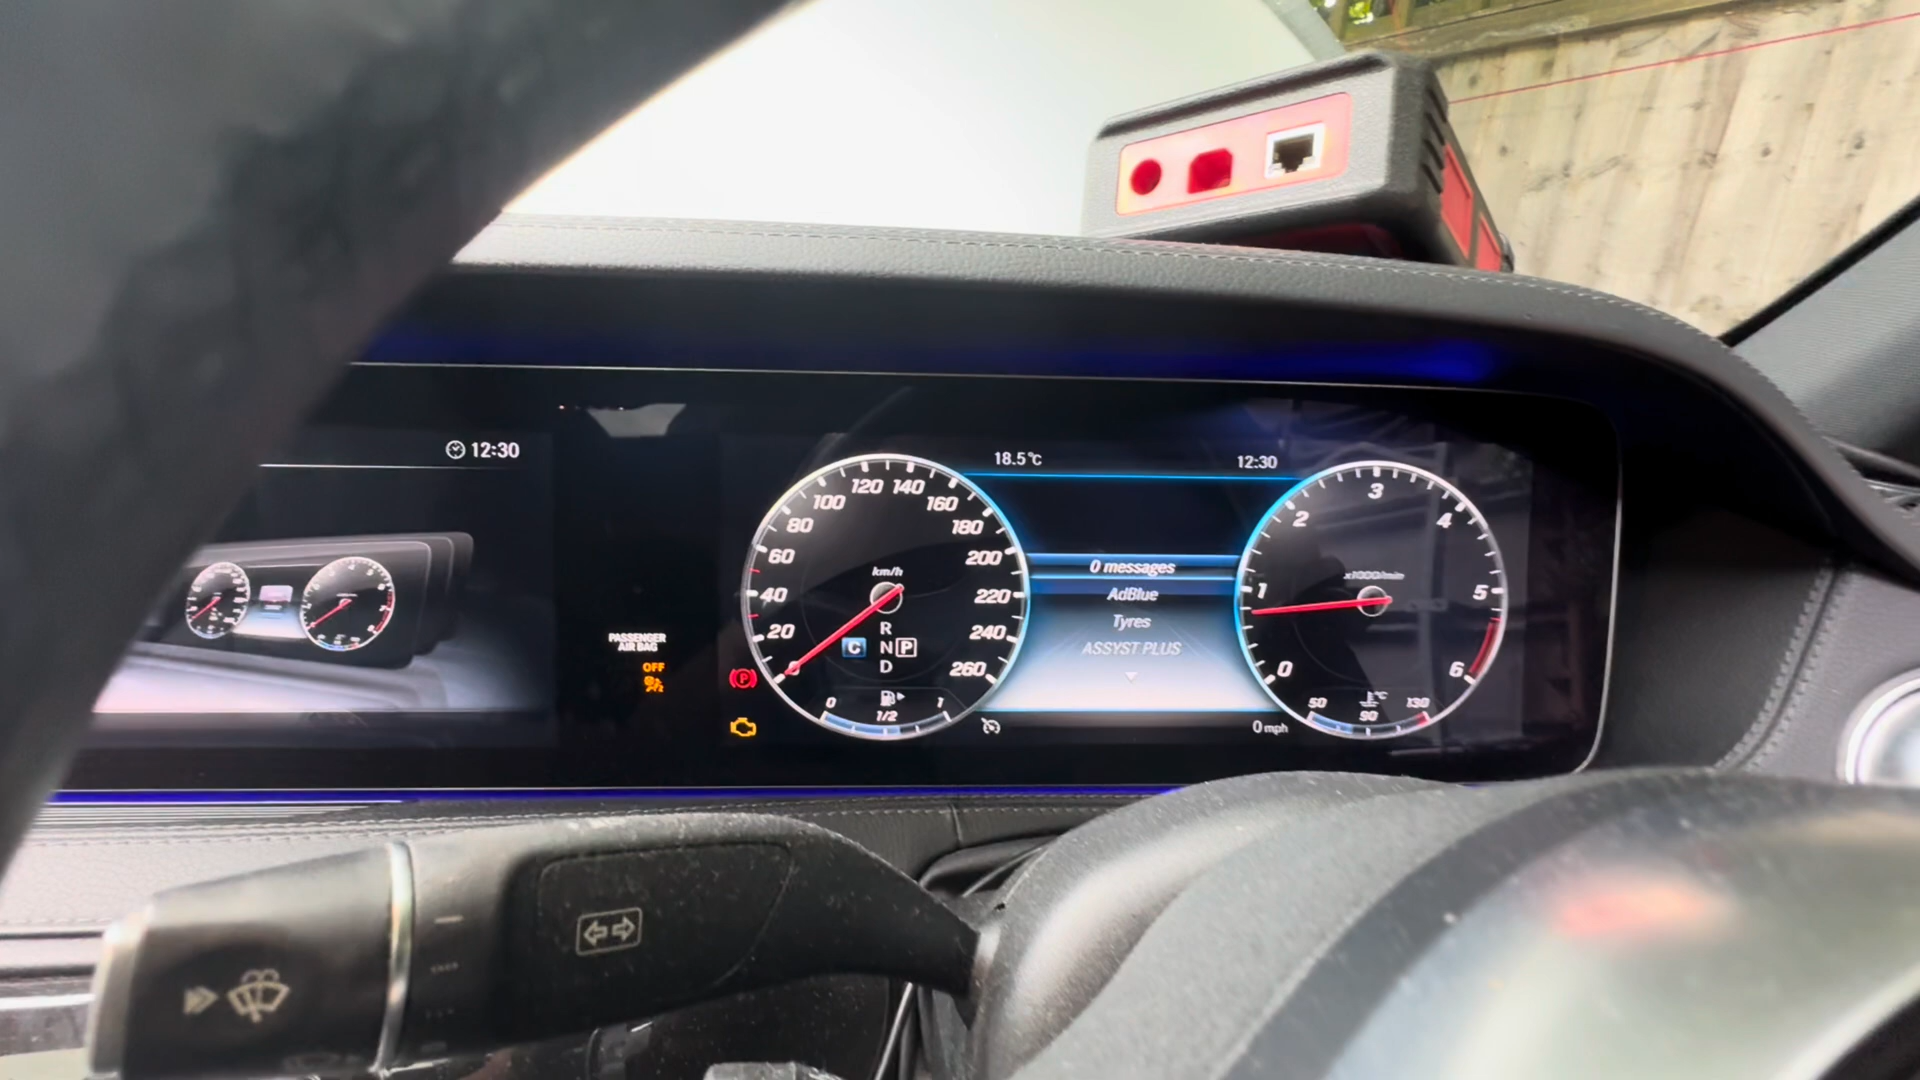 12:30
PASSENGER
AIR BAG
OFF
18.5°C
12:30
0 messages
AdBlue
Tyres
ASSYST PLUS
0 mph
20
40
60
80
100
120
140
160
180
200
220
240
260
km/h
R
N P
D
C
0 1/2 1
P
0
1
2
3
4
5
6
x1000/min
°C
50 90 130